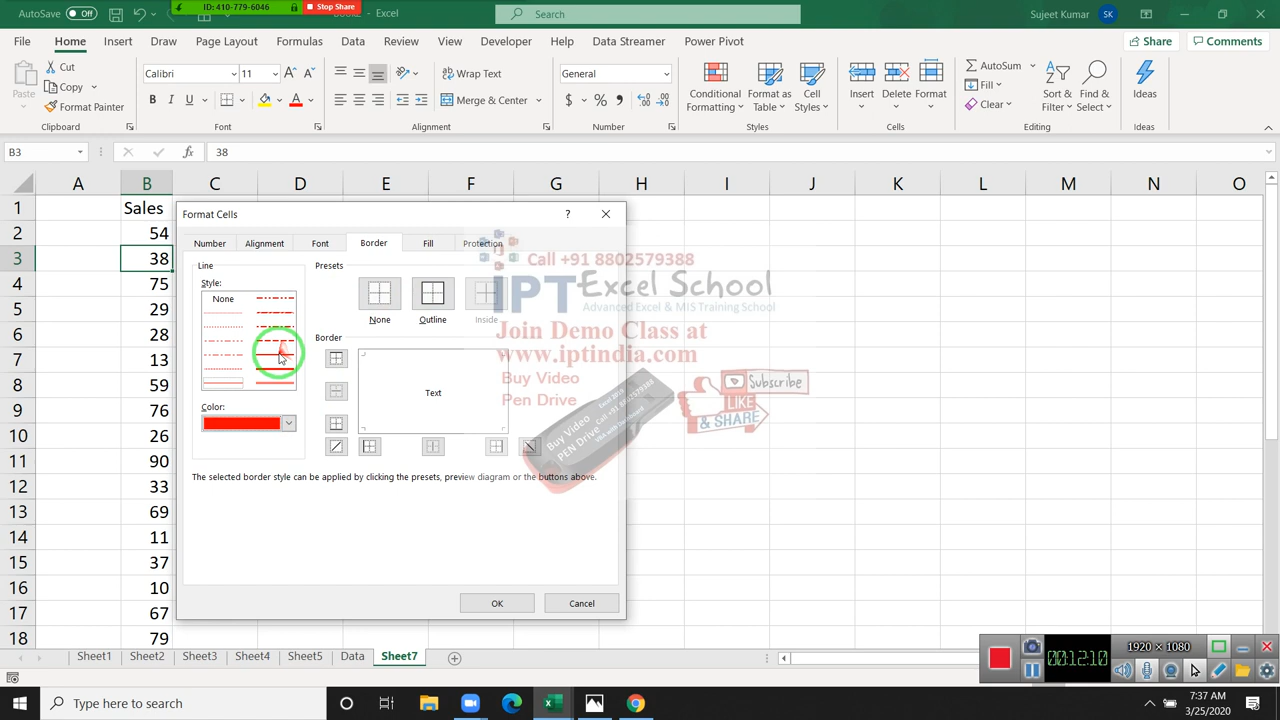 ID: 410-779-6046 Stop Share
AutoSave Off - Excel Search Sujeet Kumar SK
File Home Insert Draw Page Layout Formulas Data Review View Developer Help Data Streamer Power Pivot Share Comments
Paste Cut Copy Format Painter Clipboard
Calibri 11 B I U A Font
Wrap Text Merge & Center Alignment
General $ % Number
Conditional Formatting Format as Table Cell Styles Styles
Insert Delete Format Cells
AutoSum Fill Clear Sort & Filter Find & Select Editing
Ideas Ideas
B3 fx 38
A B C D E F G H I J K L M N O
1 Sales
2 54
3 38
4 75
5 29
6 28
7 13
8 59
9 76
10 26
11 90
12 33
13 69
14 11
15 37
16 10
17 67
18 79
Format Cells ?
Number Alignment Font Border Fill Protection
Line
Style:
None
Color:
Presets
None Outline Inside
Border
Text
The selected border style can be applied by clicking the presets, preview diagram or the buttons above.
OK Cancel
Call +91 8802579388
IPT Excel School
Advanced Excel & MIS Training School
Join Demo Class at
www.iptindia.com
Buy Video
Pen Drive
Buy Video
PEN Drive
Subscribe
LIKE
& SHARE
Sheet1 Sheet2 Sheet3 Sheet4 Sheet5 Data Sheet7
1920 × 1080
00:12:10
Type here to search
7:37 AM
3/25/2020